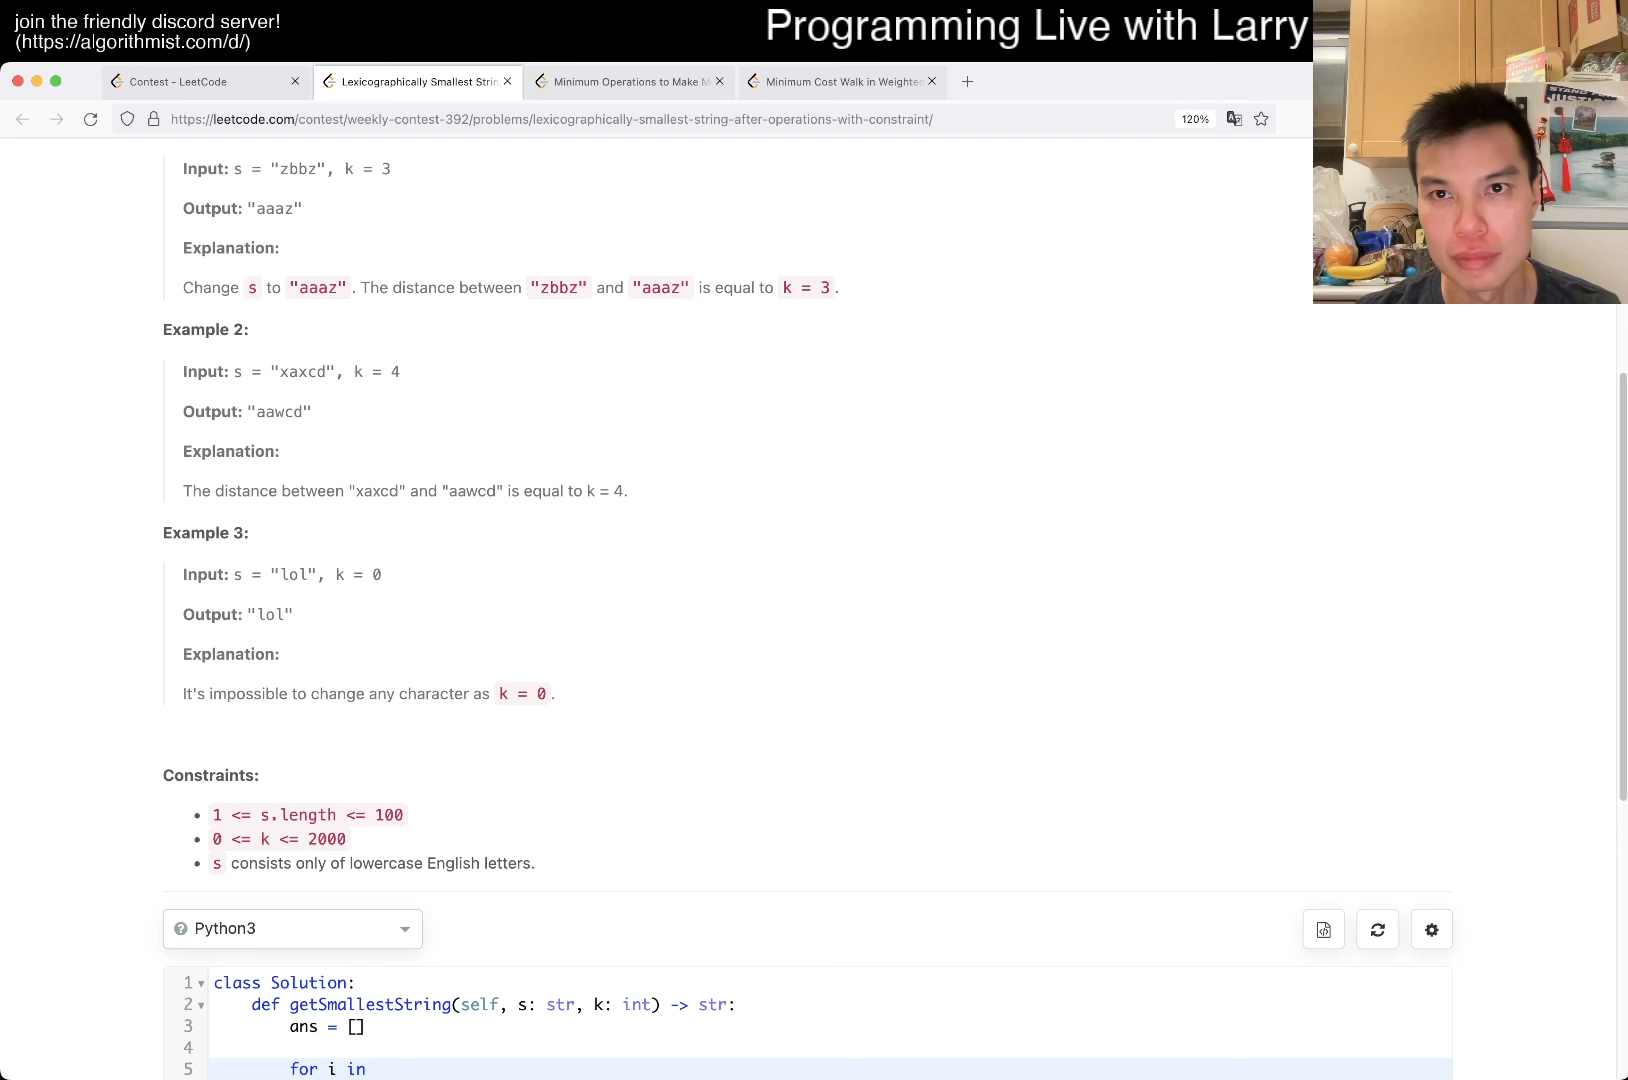 join the friendly discord server!
(https://algorithmist.com/d/)
Programming Live with Larry
Contest - LeetCode
Lexicographically Smallest Strin
Minimum Operations to Make M
Minimum Cost Walk in Weighted
https://leetcode.com/contest/weekly-contest-392/problems/lexicographically-smallest-string-after-operations-with-constraint/
120%
Input: s = "zbbz", k = 3
Output: "aaaz"
Explanation:
Change s to "aaaz". The distance between "zbbz" and "aaaz" is equal to k = 3.
Example 2:
Input: s = "xaxcd", k = 4
Output: "aawcd"
Explanation:
The distance between "xaxcd" and "aawcd" is equal to k = 4.
Example 3:
Input: s = "lol", k = 0
Output: "lol"
Explanation:
It's impossible to change any character as k = 0.
Constraints:
1 <= s.length <= 100
0 <= k <= 2000
s consists only of lowercase English letters.
Python3
1 class Solution:
2 def getSmallestString(self, s: str, k: int) -> str:
3 ans = []
4
5 for i in